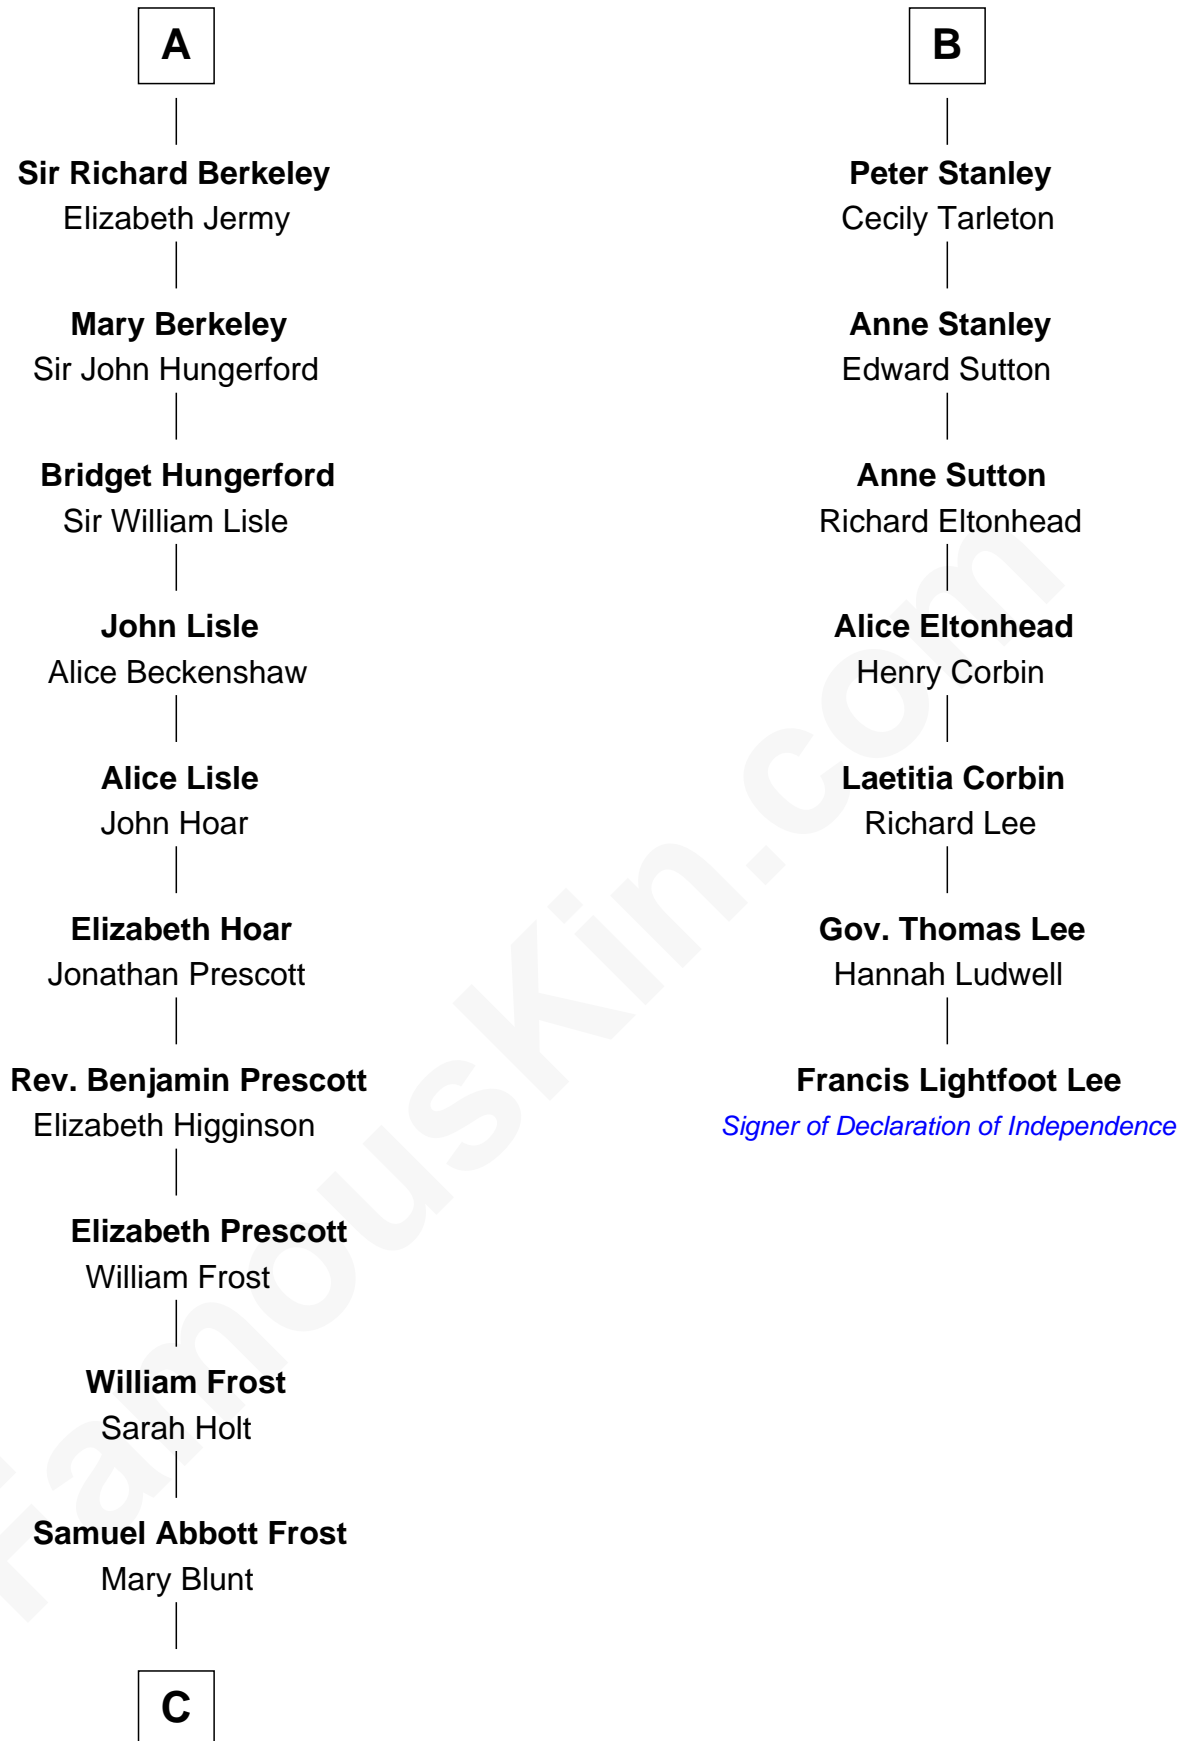 A
Sir Richard Berkeley
Elizabeth Jermy
Mary Berkeley
Sir John Hungerford
Bridget Hungerford
Sir William Lisle
John Lisle
Alice Beckenshaw
Alice Lisle
John Hoar
Elizabeth Hoar
Jonathan Prescott
Rev. Benjamin Prescott
Elizabeth Higginson
Elizabeth Prescott
William Frost
William Frost
Sarah Holt
Samuel Abbott Frost
Mary Blunt
C
B
Peter Stanley
Cecily Tarleton
Anne Stanley
Edward Sutton
Anne Sutton
Richard Eltonhead
Alice Eltonhead
Henry Corbin
Laetitia Corbin
Richard Lee
Gov. Thomas Lee
Hannah Ludwell
Francis Lightfoot Lee
Signer of Declaration of Independence
FamousKin.com